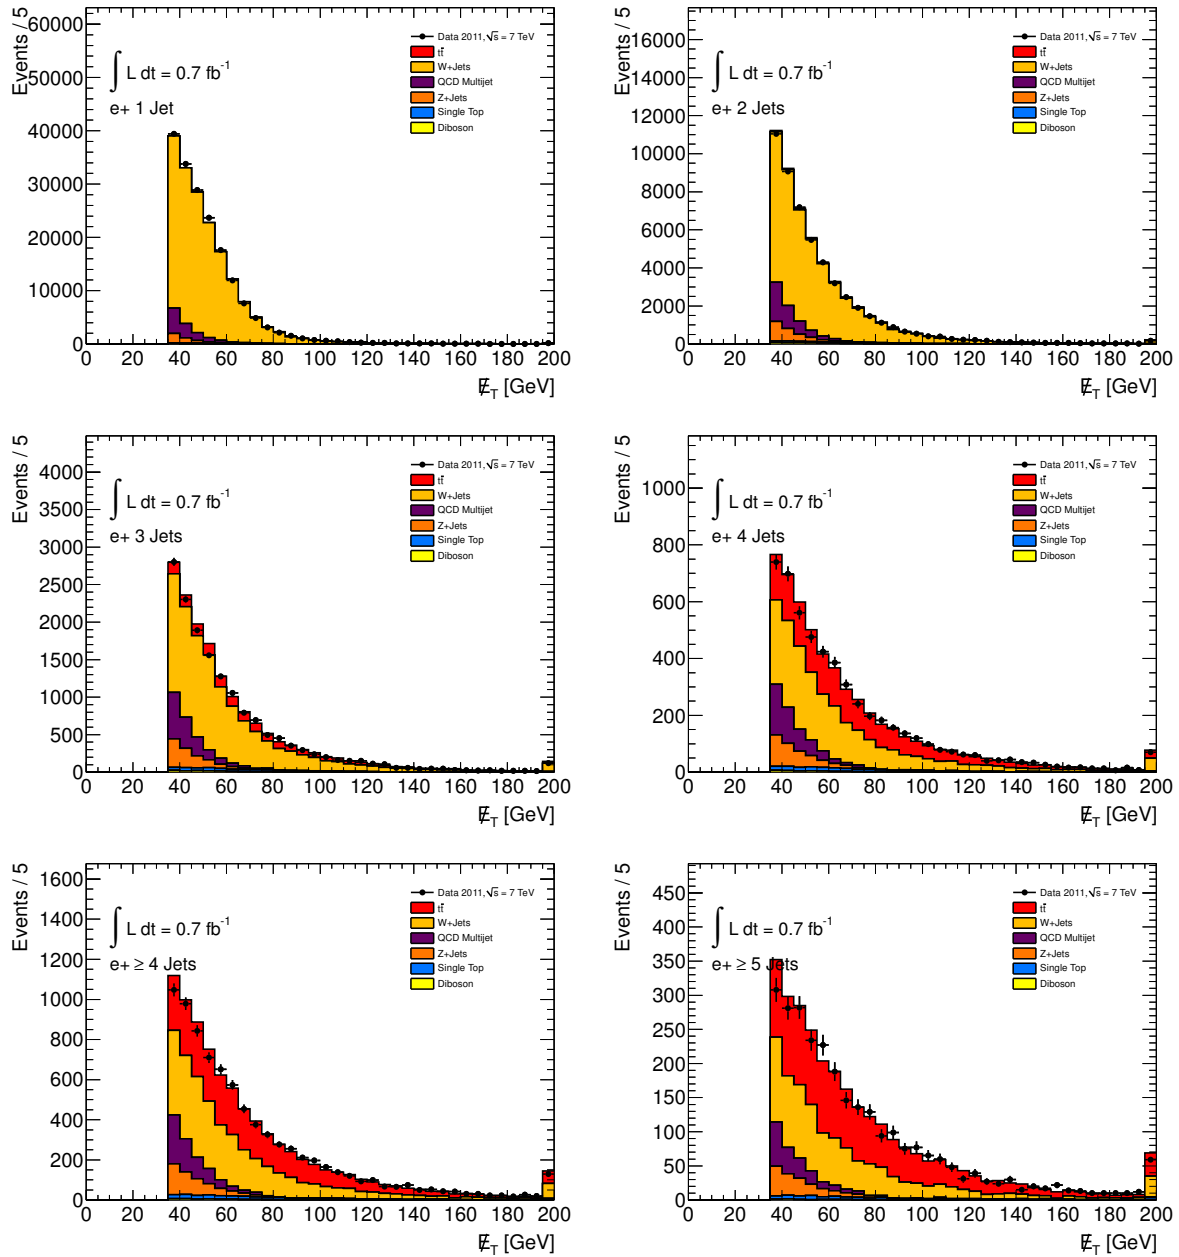 Events / 5
60000
50000
40000
30000
20000
10000
0
∫ L dt = 0.7 fb⁻¹
e+ 1 Jet
Data 2011, √s = 7 TeV
tt̄
W+Jets
QCD Multijet
Z+Jets
Single Top
Diboson
0 20 40 60 80 100 120 140 160 180 200
E̸_T [GeV]
Events / 5
16000
14000
12000
10000
8000
6000
4000
2000
0
∫ L dt = 0.7 fb⁻¹
e+ 2 Jets
Data 2011, √s = 7 TeV
tt̄
W+Jets
QCD Multijet
Z+Jets
Single Top
Diboson
0 20 40 60 80 100 120 140 160 180 200
E̸_T [GeV]
Events / 5
4000
3500
3000
2500
2000
1500
1000
500
0
∫ L dt = 0.7 fb⁻¹
e+ 3 Jets
Data 2011, √s = 7 TeV
tt̄
W+Jets
QCD Multijet
Z+Jets
Single Top
Diboson
0 20 40 60 80 100 120 140 160 180 200
E̸_T [GeV]
Events / 5
1000
800
600
400
200
0
∫ L dt = 0.7 fb⁻¹
e+ 4 Jets
Data 2011, √s = 7 TeV
tt̄
W+Jets
QCD Multijet
Z+Jets
Single Top
Diboson
0 20 40 60 80 100 120 140 160 180 200
E̸_T [GeV]
Events / 5
1600
1400
1200
1000
800
600
400
200
0
∫ L dt = 0.7 fb⁻¹
e+ ≥ 4 Jets
Data 2011, √s = 7 TeV
tt̄
W+Jets
QCD Multijet
Z+Jets
Single Top
Diboson
0 20 40 60 80 100 120 140 160 180 200
E̸_T [GeV]
Events / 5
450
400
350
300
250
200
150
100
50
0
∫ L dt = 0.7 fb⁻¹
e+ ≥ 5 Jets
Data 2011, √s = 7 TeV
tt̄
W+Jets
QCD Multijet
Z+Jets
Single Top
Diboson
0 20 40 60 80 100 120 140 160 180 200
E̸_T [GeV]